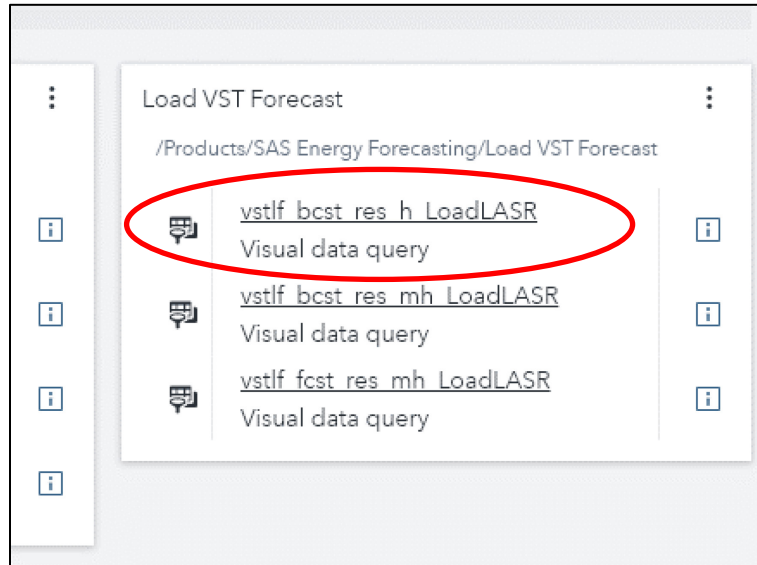 Load VST Forecast
/Products/SAS Energy Forecasting/Load VST Forecast
vstlf_bcst_res_h_LoadLASR
Visual data query
vstlf_bcst_res_mh_LoadLASR
Visual data query
vstlf_fcst_res_mh_LoadLASR
Visual data query